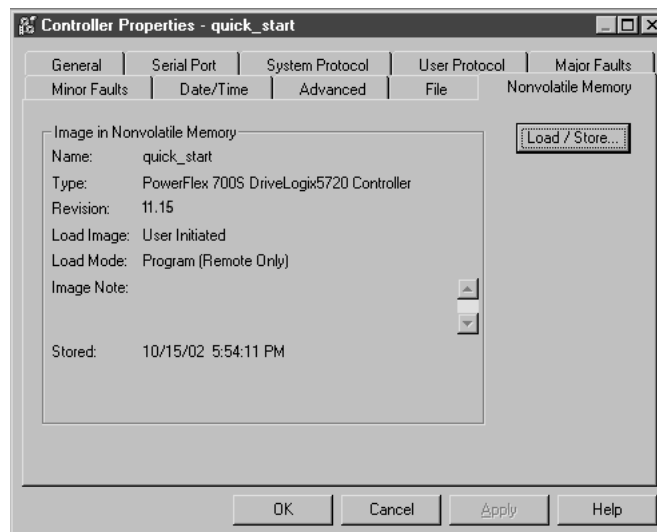 Controller Properties - quick_start
General Serial Port System Protocol User Protocol Major Faults
Minor Faults Date/Time Advanced File Nonvolatile Memory
Image in Nonvolatile Memory
Load / Store...
Name: quick_start
Type: PowerFlex 700S DriveLogix5720 Controller
Revision: 11.15
Load Image: User Initiated
Load Mode: Program (Remote Only)
Image Note:
Stored: 10/15/02 5:54:11 PM
OK Cancel Apply Help